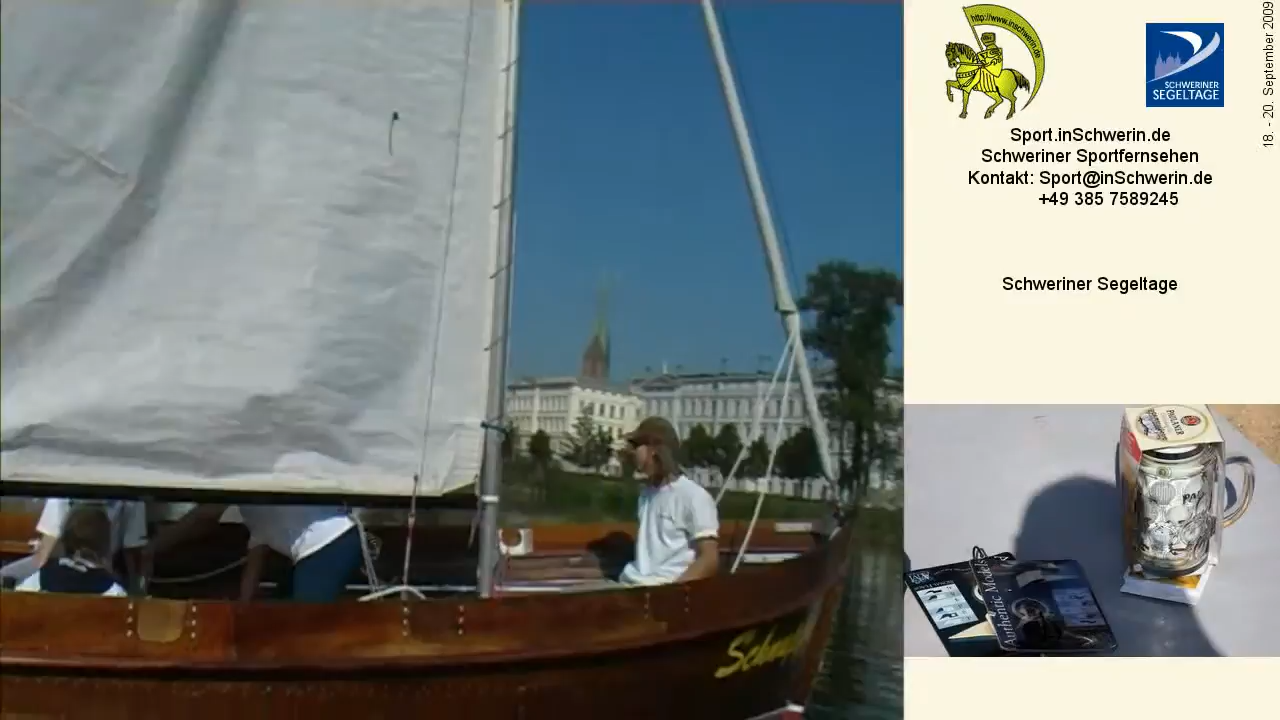 http://www.inschwerin.de
SCHWERINER
SEGELTAGE
18. - 20. September 2009
Sport.inSchwerin.de
Schweriner Sportfernsehen
Kontakt: Sport@inSchwerin.de
+49 385 7589245
Schweriner Segeltage
Authentic Models